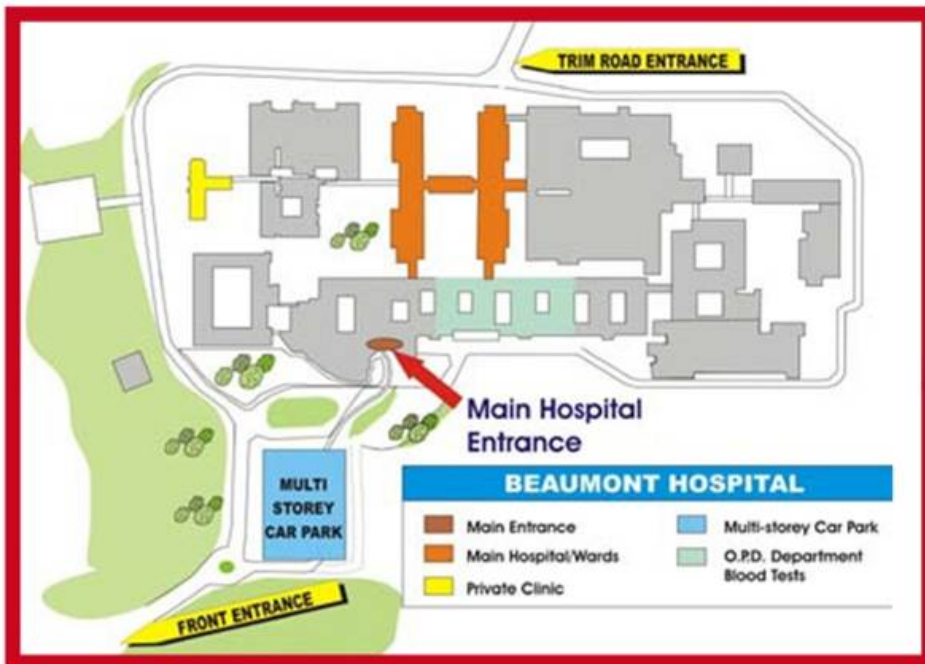 TRIM ROAD ENTRANCE
Main Hospital
Entrance
MULTI
STOREY
CAR PARK
FRONT ENTRANCE
BEAUMONT HOSPITAL
Main Entrance
Main Hospital/Wards
Private Clinic
Multi-storey Car Park
O.P.D. Department
Blood Tests